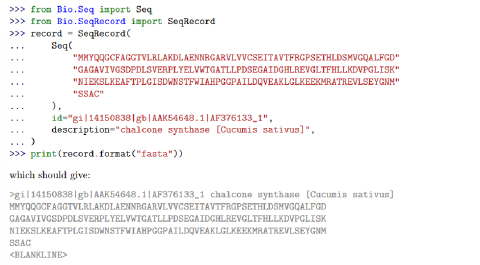 >>> from Bio.Seq import Seq
>>> from Bio.SeqRecord import SeqRecord
>>> record = SeqRecord(
...     Seq(
...         "MMYQQGCFAGGTVLRLAKDLAENNRGARVLVVCSEITAVTFRGPSETHLDSMVGQALFGD"
...         "GAGAVIVGSDPDLSVERPLYELVWTGATLLPDSEGAIDGHLREVGLTFHLLKDVPGLISK"
...         "NIEKSLKEAFTPLGISDWNSTFWIAHPGGPAILDQVEAKLGLKEEKMRATREVLSEYGNM"
...         "SSAC"
...     ),
...     id="gi|14150838|gb|AAK54648.1|AF376133_1",
...     description="chalcone synthase [Cucumis sativus]",
... )
>>> print(record.format("fasta"))
which should give:
>gi|14150838|gb|AAK54648.1|AF376133_1 chalcone synthase [Cucumis sativus]
MMYQQGCFAGGTVLRLAKDLAENNRGARVLVVCSEITAVTFRGPSETHLDSMVGQALFGD
GAGAVIVGSDPDLSVERPLYELVWTGATLLPDSEGAIDGHLREVGLTFHLLKDVPGLISK
NIEKSLKEAFTPLGISDWNSTFWIAHPGGPAILDQVEAKLGLKEEKMRATREVLSEYGNM
SSAC
<BLANKLINE>